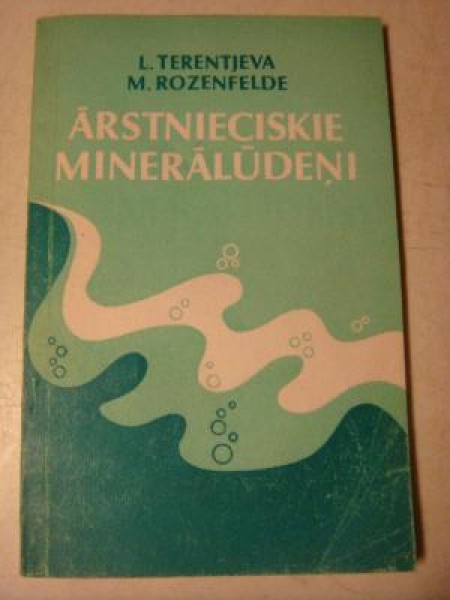 L. TERENTJEVA
M. ROZENFELDE
ĀRSTNIECISKIE
MINERĀLŪDEŅI